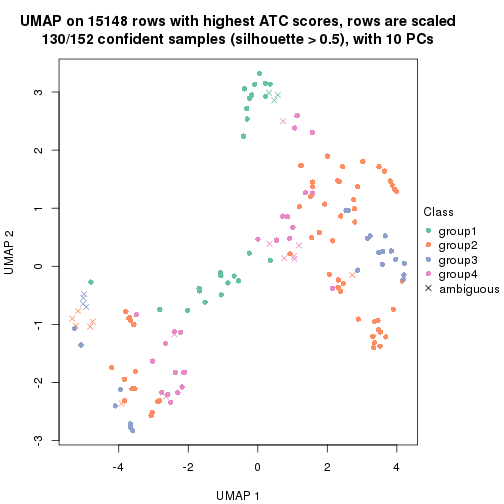 UMAP on 15148 rows with highest ATC scores, rows are scaled
130/152 confident samples (silhouette > 0.5), with 10 PCs
3
2
1
0
-1
-2
-3
UMAP 2
-4
-2
0
2
4
UMAP 1
Class
group1
group2
group3
group4
ambiguous